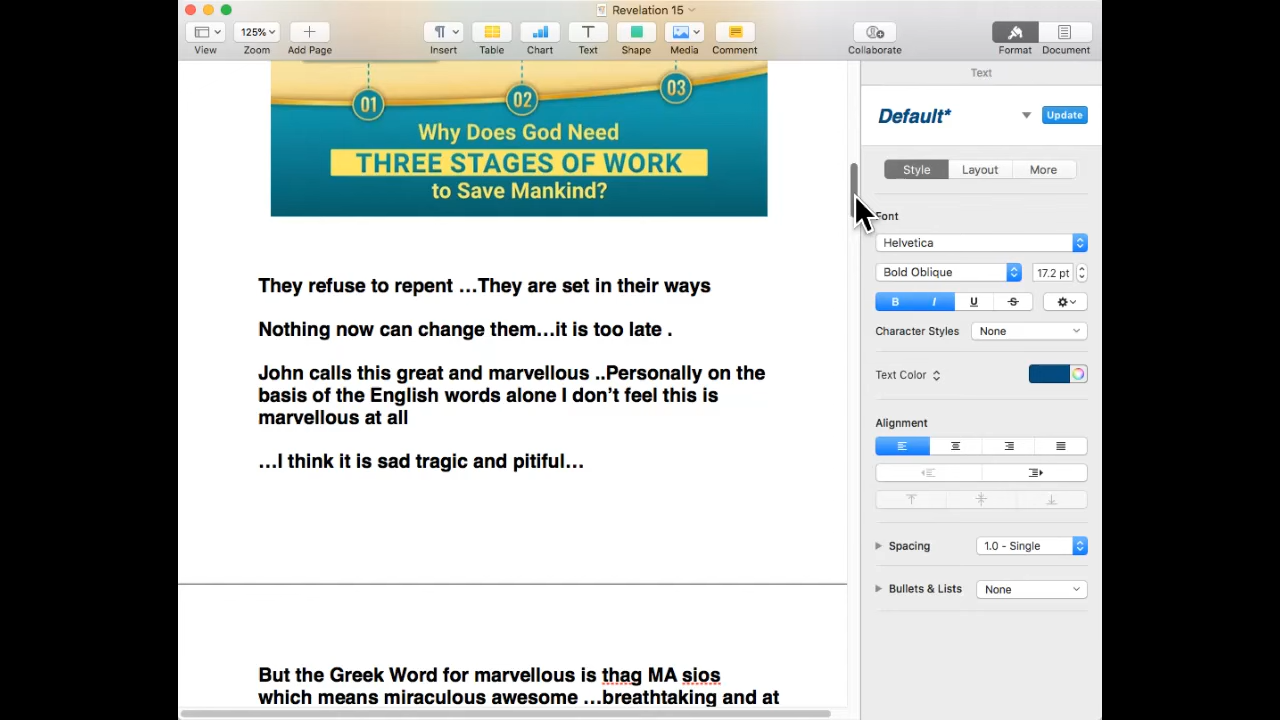 Revelation 15
125%
View
Zoom
Add Page
Insert
Table
Chart
Text
Shape
Media
Comment
Collaborate
Format
Document
01
02
03
Why Does God Need
THREE STAGES OF WORK
to Save Mankind?
They refuse to repent …They are set in their ways
Nothing now can change them…it is too late .
John calls this great and marvellous ..Personally on the
basis of the English words alone I don’t feel this is
marvellous at all
…I think it is sad tragic and pitiful…
But the Greek Word for marvellous is thag MA sios
which means miraculous awesome …breathtaking and at
Text
Default*
Update
Style
Layout
More
Font
Helvetica
Bold Oblique
17.2 pt
B
I
U
S
Character Styles
None
Text Color
Alignment
Spacing
1.0 - Single
Bullets & Lists
None